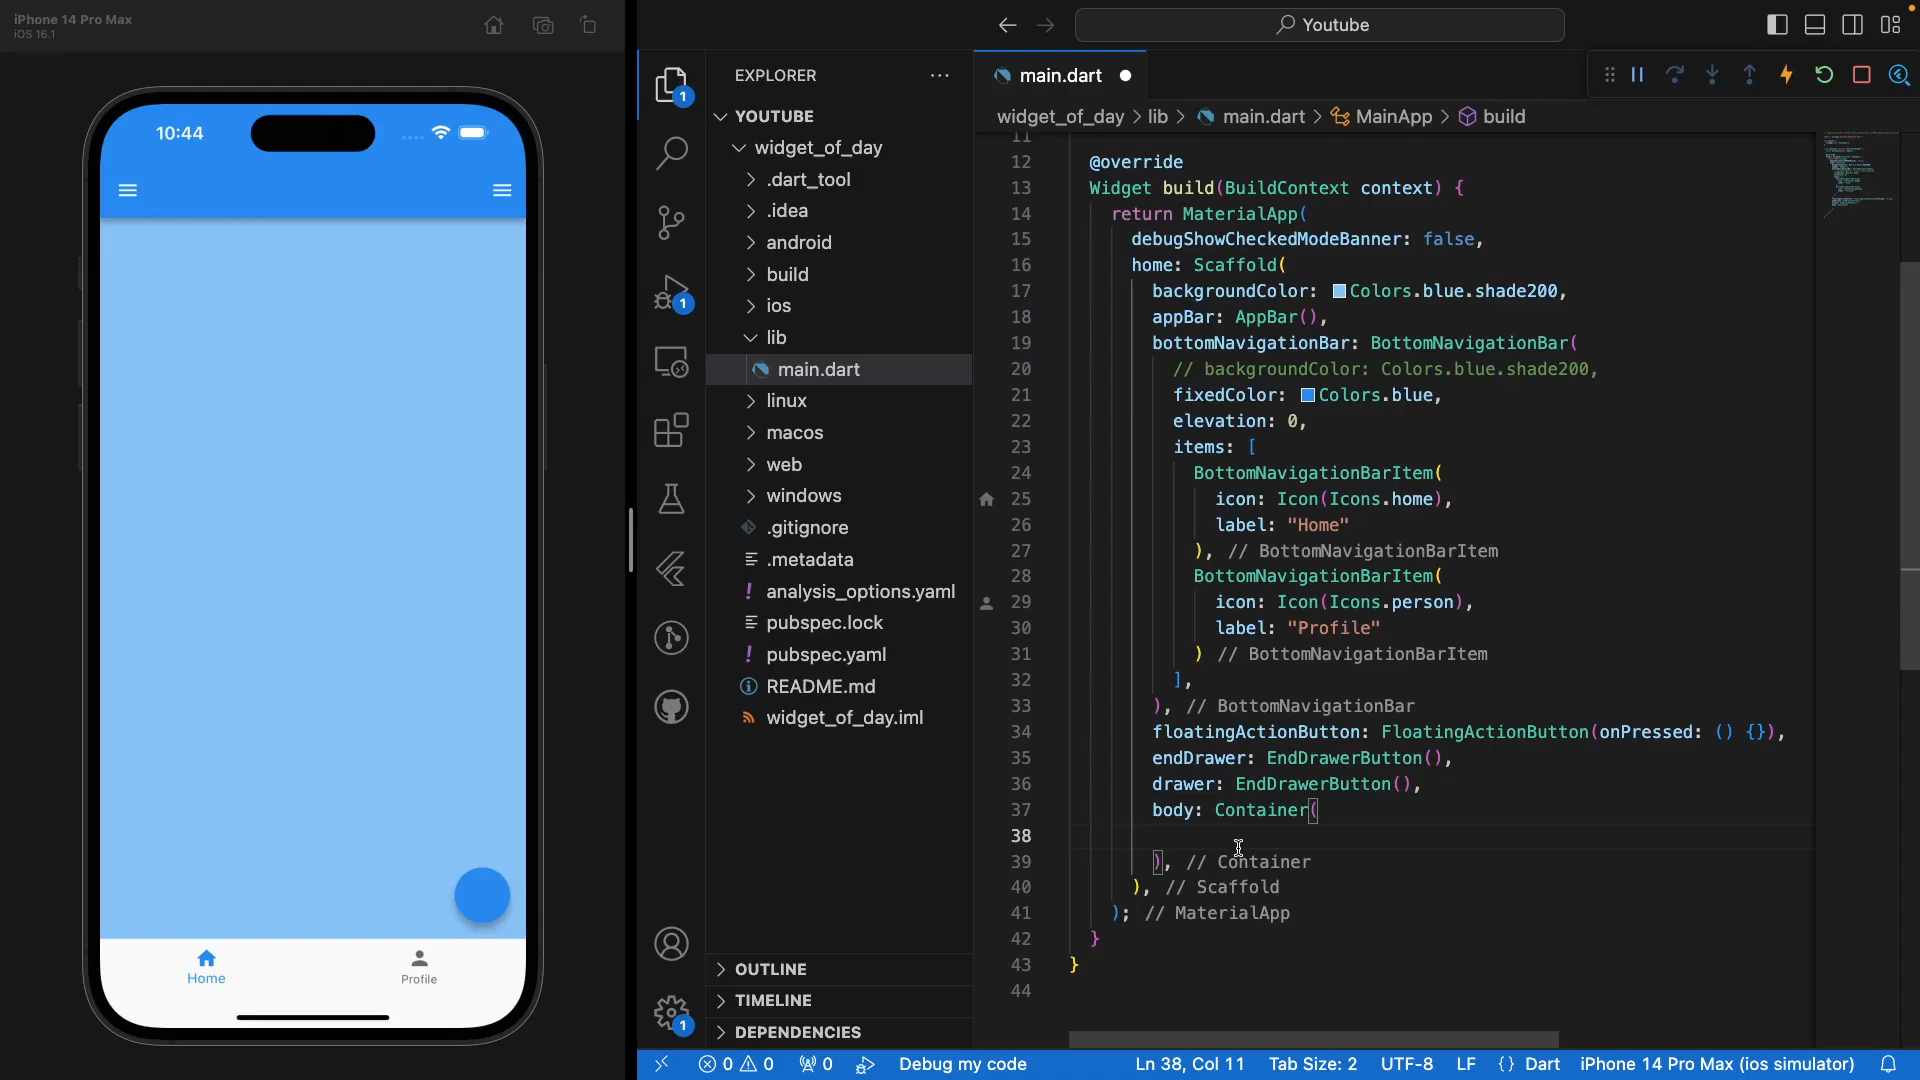 iPhone 14 Pro Max
iOS 16.1
10:44
Home
Profile
Youtube
EXPLORER
YOUTUBE
widget_of_day
.dart_tool
.idea
android
build
ios
lib
main.dart
linux
macos
web
windows
.gitignore
.metadata
analysis_options.yaml
pubspec.lock
pubspec.yaml
README.md
widget_of_day.iml
OUTLINE
TIMELINE
DEPENDENCIES
1
1
1
main.dart
widget_of_day > lib > main.dart > MainApp > build
11
12 @override
13 Widget build(BuildContext context) {
14 return MaterialApp(
15 debugShowCheckedModeBanner: false,
16 home: Scaffold(
17 backgroundColor: Colors.blue.shade200,
18 appBar: AppBar(),
19 bottomNavigationBar: BottomNavigationBar(
20 // backgroundColor: Colors.blue.shade200,
21 fixedColor: Colors.blue,
22 elevation: 0,
23 items: [
24 BottomNavigationBarItem(
25 icon: Icon(Icons.home),
26 label: "Home"
27 ), // BottomNavigationBarItem
28 BottomNavigationBarItem(
29 icon: Icon(Icons.person),
30 label: "Profile"
31 ) // BottomNavigationBarItem
32 ],
33 ), // BottomNavigationBar
34 floatingActionButton: FloatingActionButton(onPressed: () {}),
35 endDrawer: EndDrawerButton(),
36 drawer: EndDrawerButton(),
37 body: Container(
38
39 ), // Container
40 ), // Scaffold
41 ); // MaterialApp
42 }
43 }
44
0 0 0 Debug my code Ln 38, Col 11 Tab Size: 2 UTF-8 LF {} Dart iPhone 14 Pro Max (ios simulator)